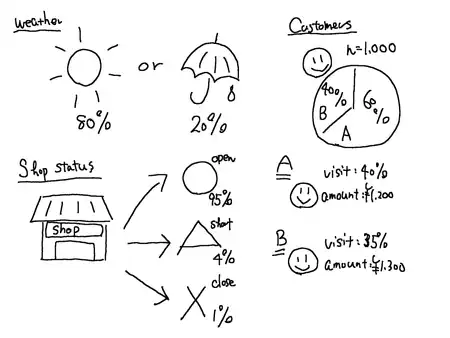 Weather
or
80%
20%
Customers
n=1,000
40%
60%
B
A
Shop status
Shop
open
95%
short
4%
close
1%
A
visit: 40%
amount: ¥1,200
B
visit: 35%
amount: ¥1,300